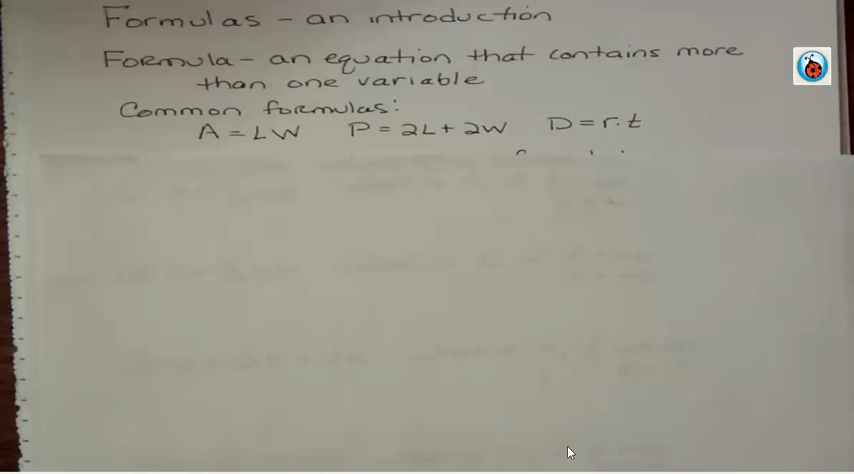 Formulas - an introduction
Formula - an equation that contains more
than one variable
Common formulas:
A = LW P = 2L + 2W D = r·t